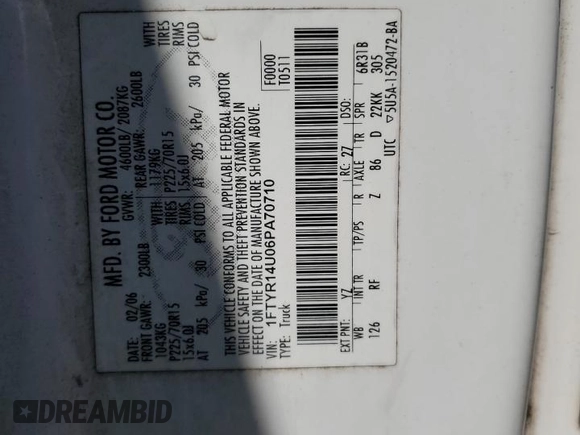 MFD. BY FORD MOTOR CO.
DATE: 02/06 GVWR: 4600LB/ 2087KG
FRONT GAWR: 2300LB REAR GAWR: 2600LB
1043KG WITH 1179KG WITH
P225/70R15 TIRES P225/70R15 TIRES
15x6.0J RIMS 15x6.0J RIMS
AT 205 kPa/ 30 PSI COLD AT 205 kPa/ 30 PSI COLD
THIS VEHICLE CONFORMS TO ALL APPLICABLE FEDERAL MOTOR
VEHICLE SAFETY AND THEFT PREVENTION STANDARDS IN
EFFECT ON THE DATE OF MANUFACTURE SHOWN ABOVE.
VIN: 1FTYR14U06PA70710
TYPE: Truck
F0000
T0511
EXT PNT: YZ RC: 27 DSO:
WB INT TR TP/PS R AXLE TR SPR
126 RF Z 86 D 22KK 6R31B
305
UTC ▽5U5A-1520472-BA
DREAMBID